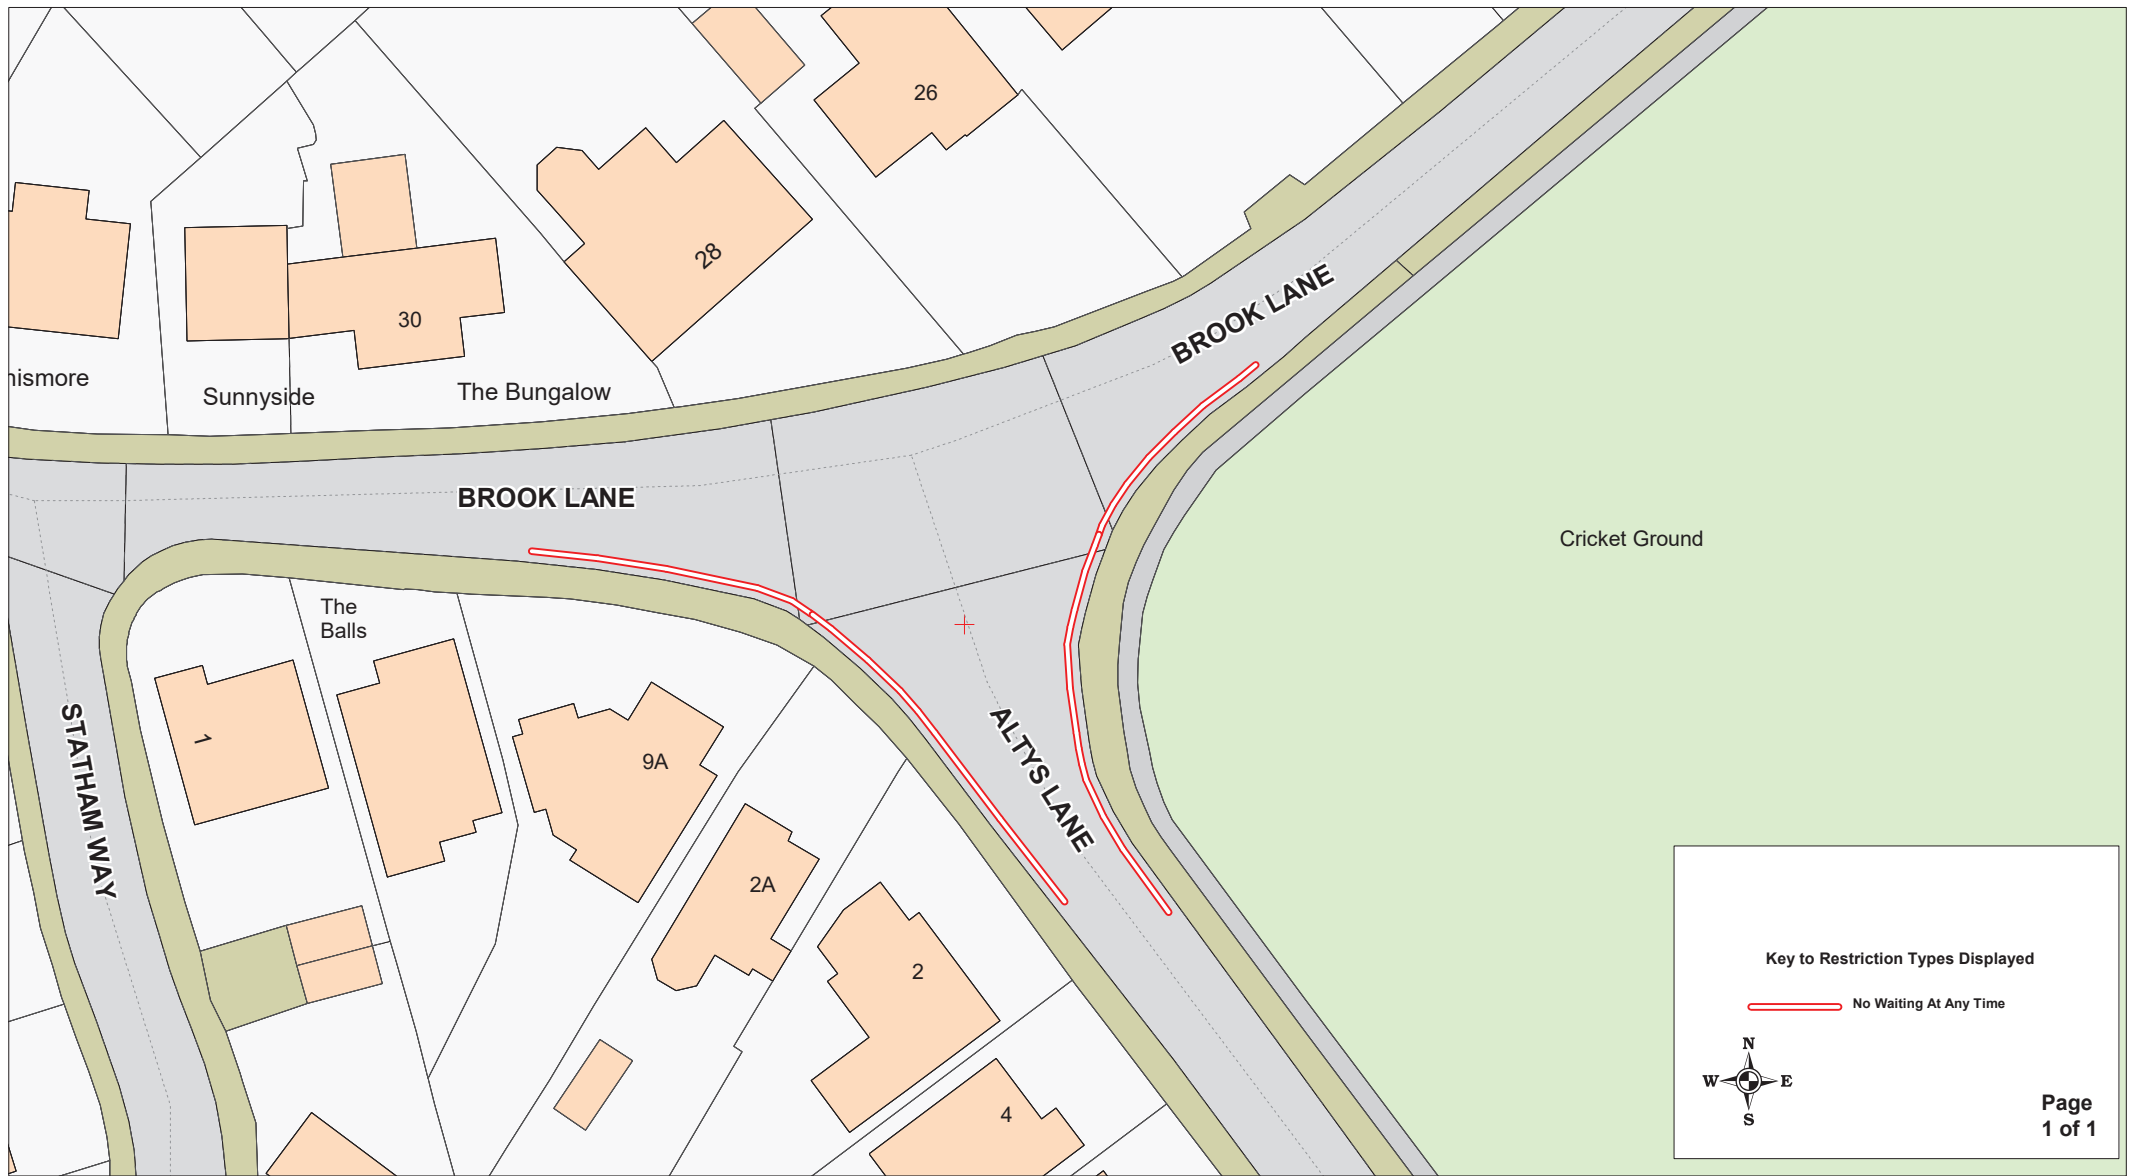 26
28
BROOK LANE
30
nismore
Sunnyside
The Bungalow
BROOK LANE
Cricket Ground
The
Balls
1
STATHAM WAY
9A
ALTYS LANE
2A
2
4
Key to Restriction Types Displayed
No Waiting At Any Time
N
W E
S
Page
1 of 1